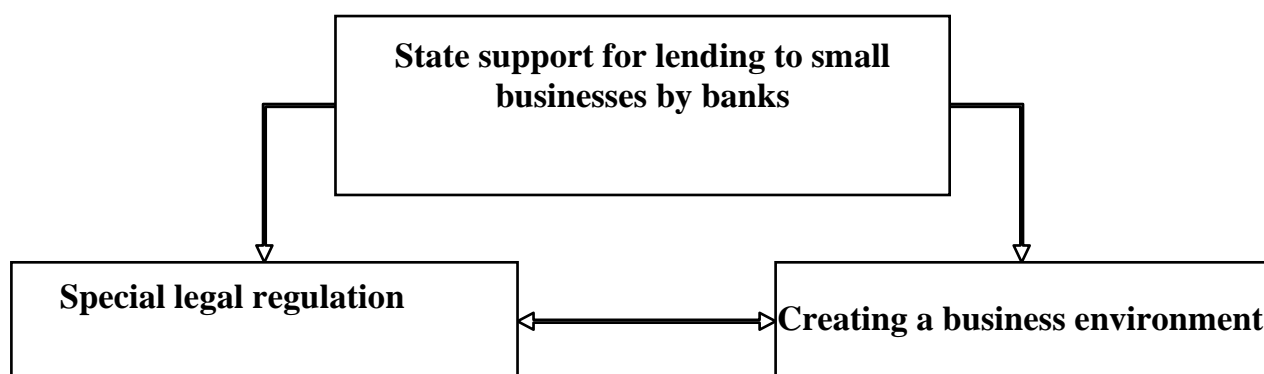 State support for lending to small
businesses by banks
Special legal regulation
Creating a business environment